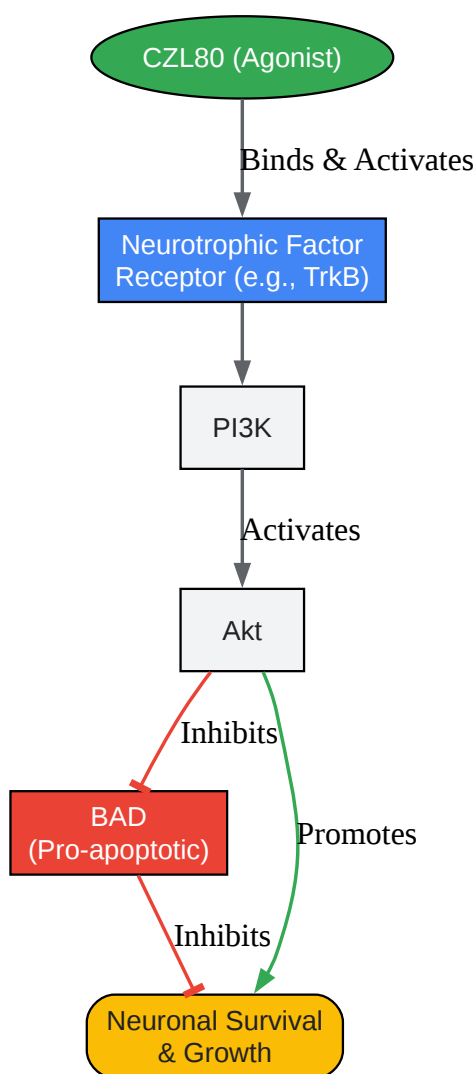 CZL80 (Agonist)
Binds & Activates
Neurotrophic Factor
Receptor (e.g., TrkB)
PI3K
Activates
Akt
Inhibits
BAD
(Pro-apoptotic)
Promotes
Inhibits
Neuronal Survival
& Growth